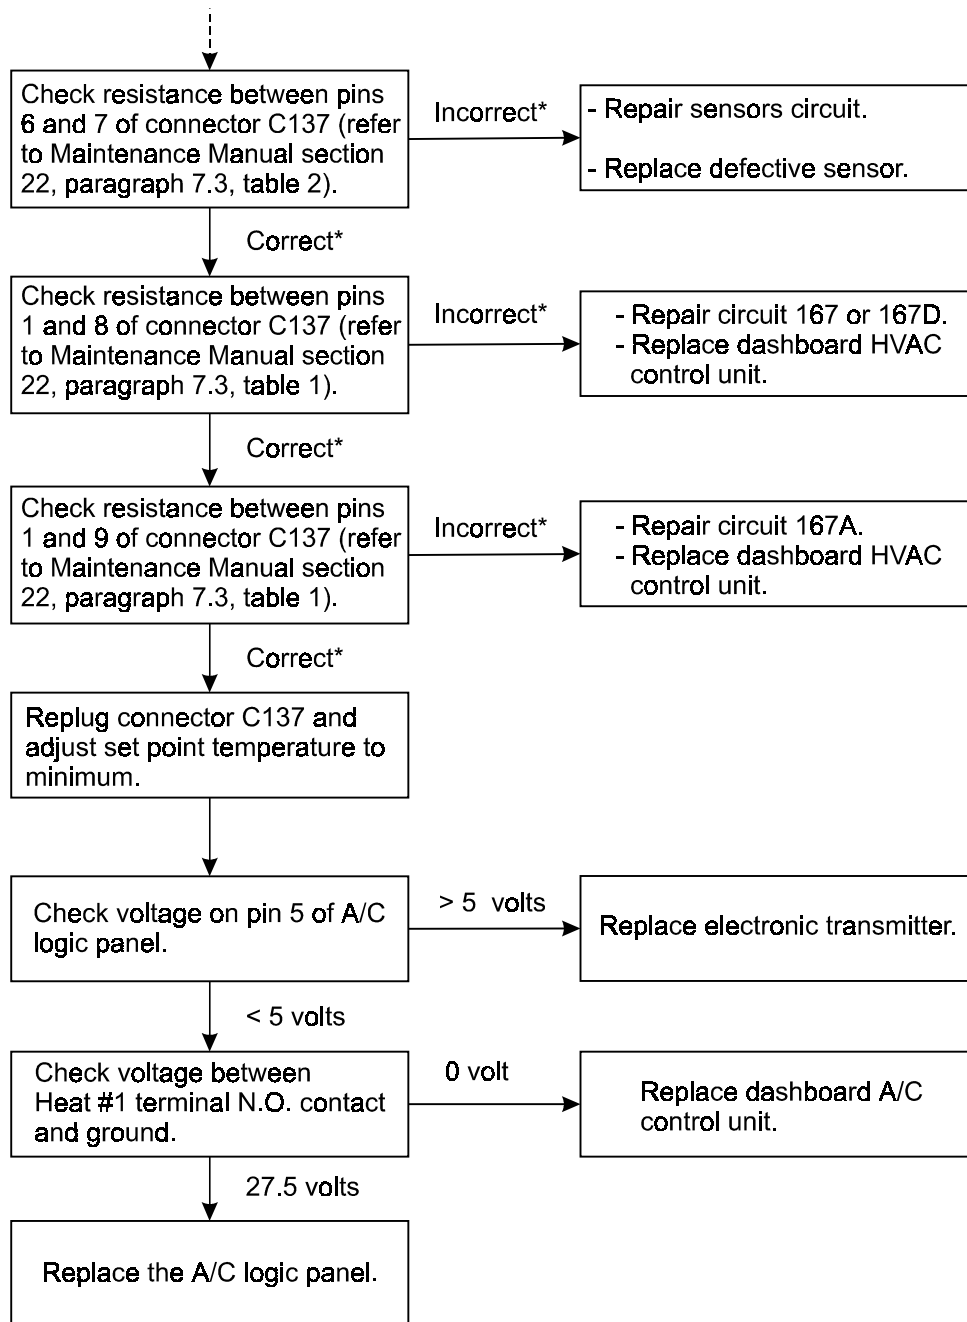 Check resistance between pins
6 and 7 of connector C137 (refer
to Maintenance Manual section
22, paragraph 7.3, table 2).
Incorrect*
- Repair sensors circuit.
- Replace defective sensor.
Correct*
Check resistance between pins
1 and 8 of connector C137 (refer
to Maintenance Manual section
22, paragraph 7.3, table 1).
Incorrect*
- Repair circuit 167 or 167D.
- Replace dashboard HVAC
control unit.
Correct*
Check resistance between pins
1 and 9 of connector C137 (refer
to Maintenance Manual section
22, paragraph 7.3, table 1).
Incorrect*
- Repair circuit 167A.
- Replace dashboard HVAC
control unit.
Correct*
Replug connector C137 and
adjust set point temperature to
minimum.
Check voltage on pin 5 of A/C
logic panel.
> 5 volts
Replace electronic transmitter.
< 5 volts
Check voltage between
Heat #1 terminal N.O. contact
and ground.
0 volt
Replace dashboard A/C
control unit.
27.5 volts
Replace the A/C logic panel.